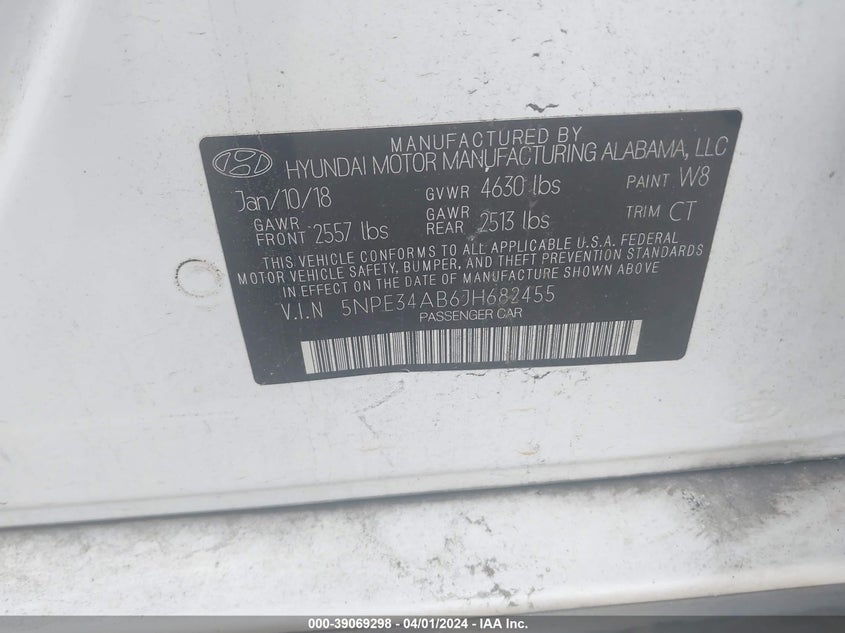 MANUFACTURED BY
HYUNDAI MOTOR MANUFACTURING ALABAMA, LLC
Jan/10/18 GVWR 4630 lbs PAINT W8
GAWR FRONT 2557 lbs GAWR REAR 2513 lbs TRIM CT
THIS VEHICLE CONFORMS TO ALL APPLICABLE U.S.A. FEDERAL
MOTOR VEHICLE SAFETY, BUMPER, AND THEFT PREVENTION STANDARDS
IN EFFECT ON THE DATE OF MANUFACTURE SHOWN ABOVE.
V.I.N 5NPE34AB6JH682455
PASSENGER CAR
000-39069298 - 04/01/2024 - IAA Inc.